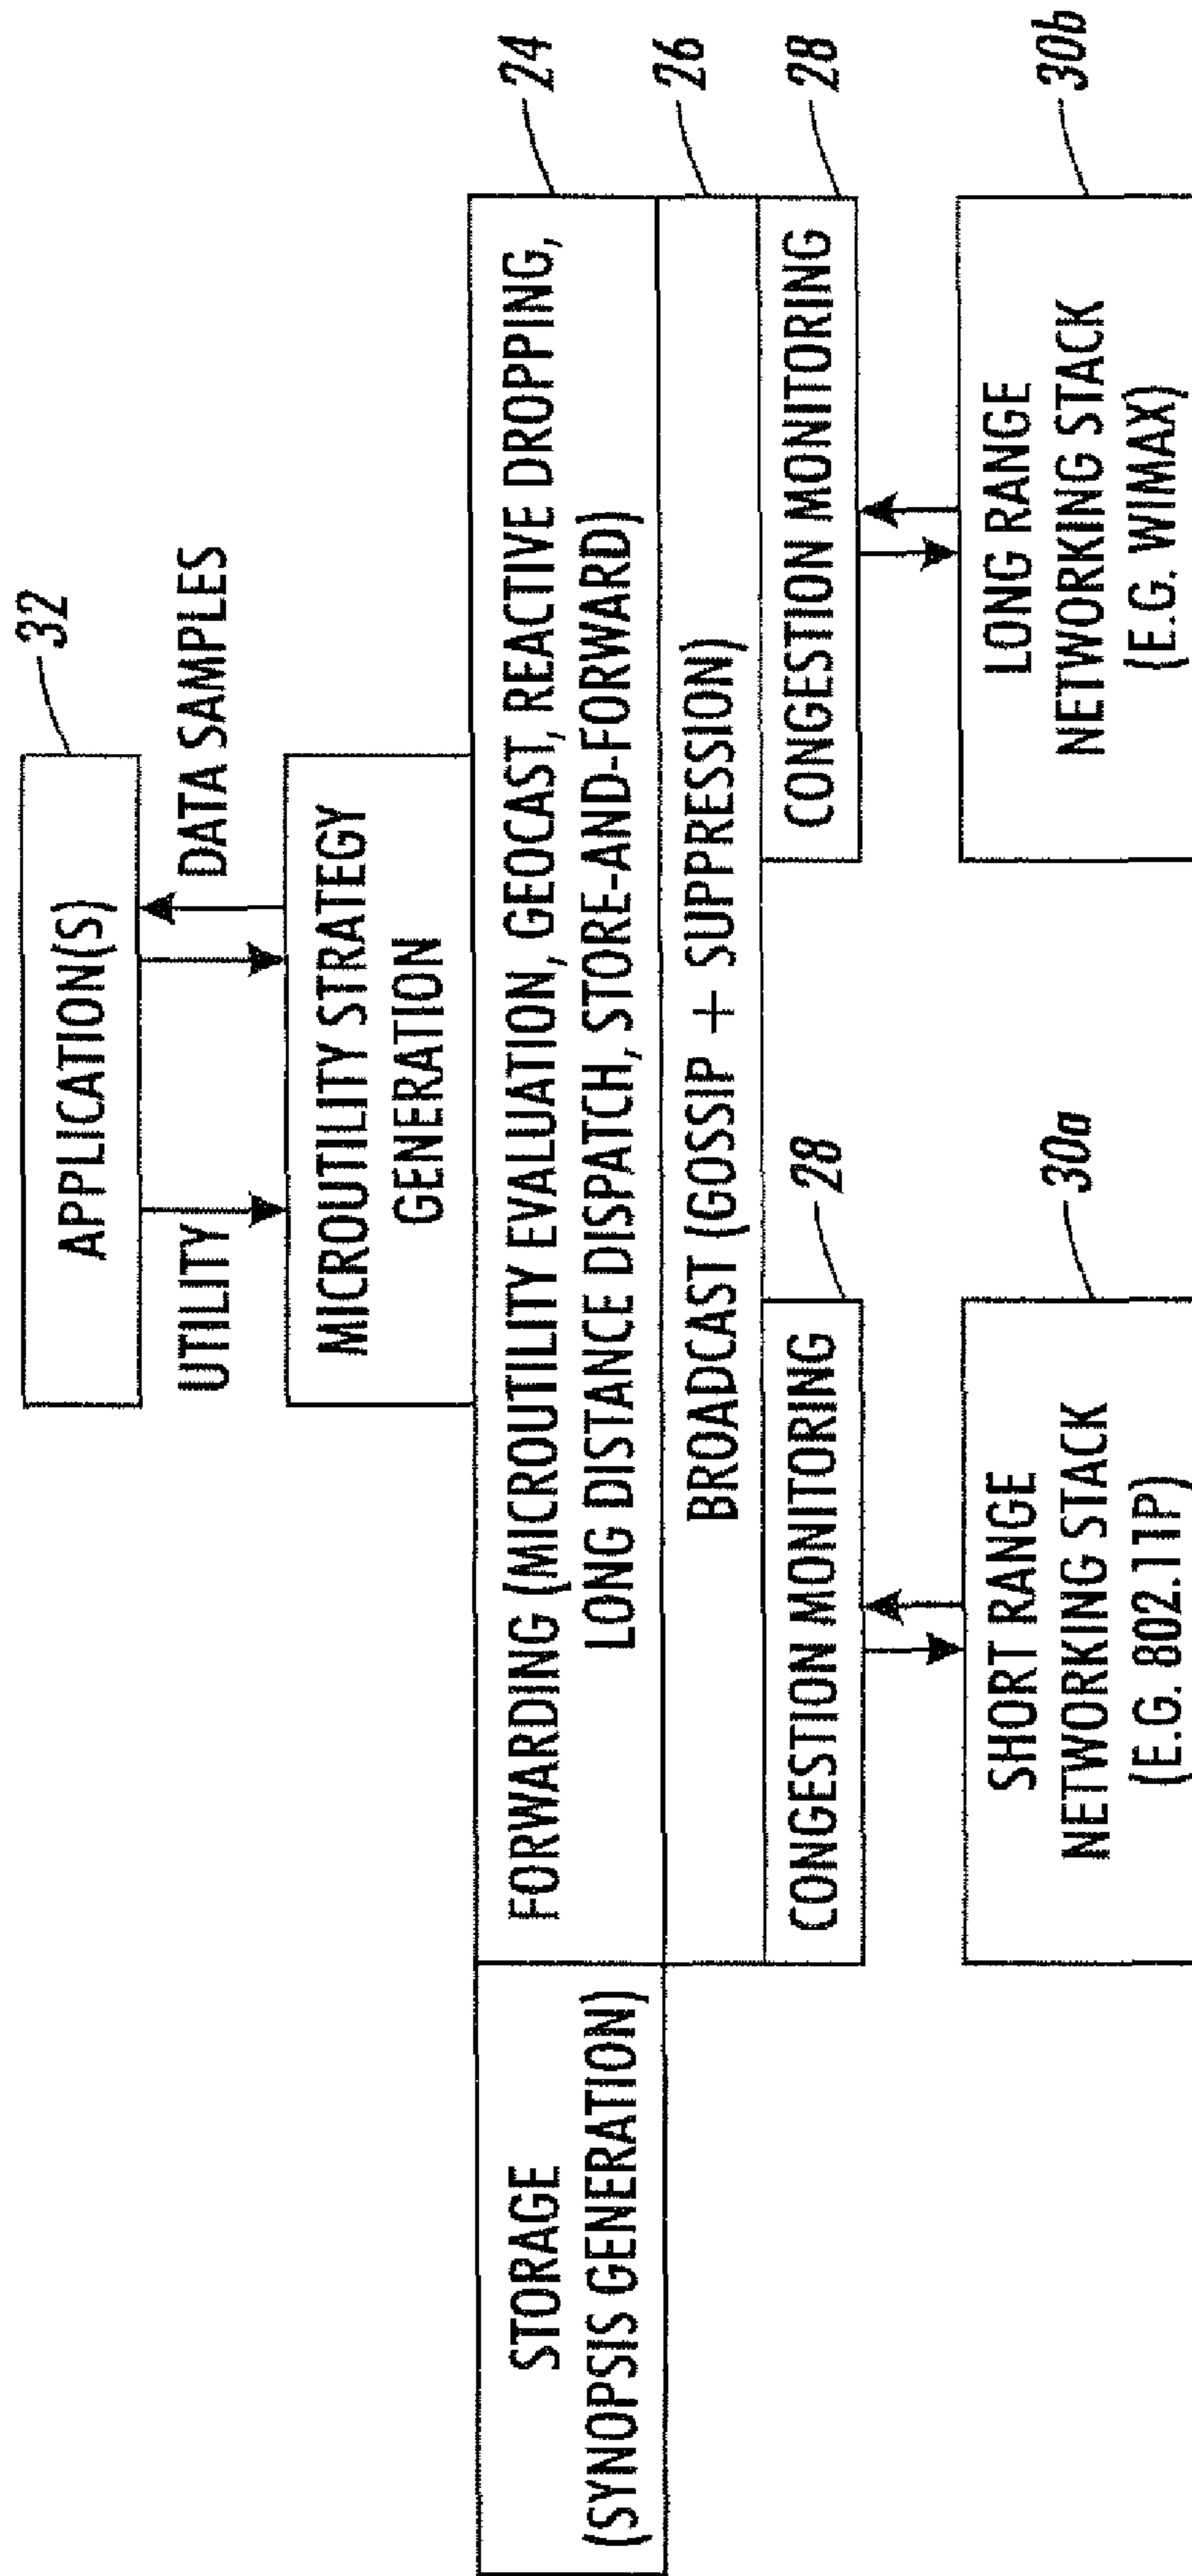 32
APPLICATION(S)
UTILITY
DATA SAMPLES
MICROUTILITY STRATEGY
GENERATION
STORAGE
(SYNOPSIS GENERATION)
FORWARDING (MICROUTILITY EVALUATION, GEOCAST, REACTIVE DROPPING,
LONG DISTANCE DISPATCH, STORE-AND-FORWARD)
24
BROADCAST (GOSSIP + SUPPRESSION)
26
CONGESTION MONITORING
28
CONGESTION MONITORING
28
SHORT RANGE
NETWORKING STACK
(E.G. 802.11P)
30a
LONG RANGE
NETWORKING STACK
(E.G. WIMAX)
30b